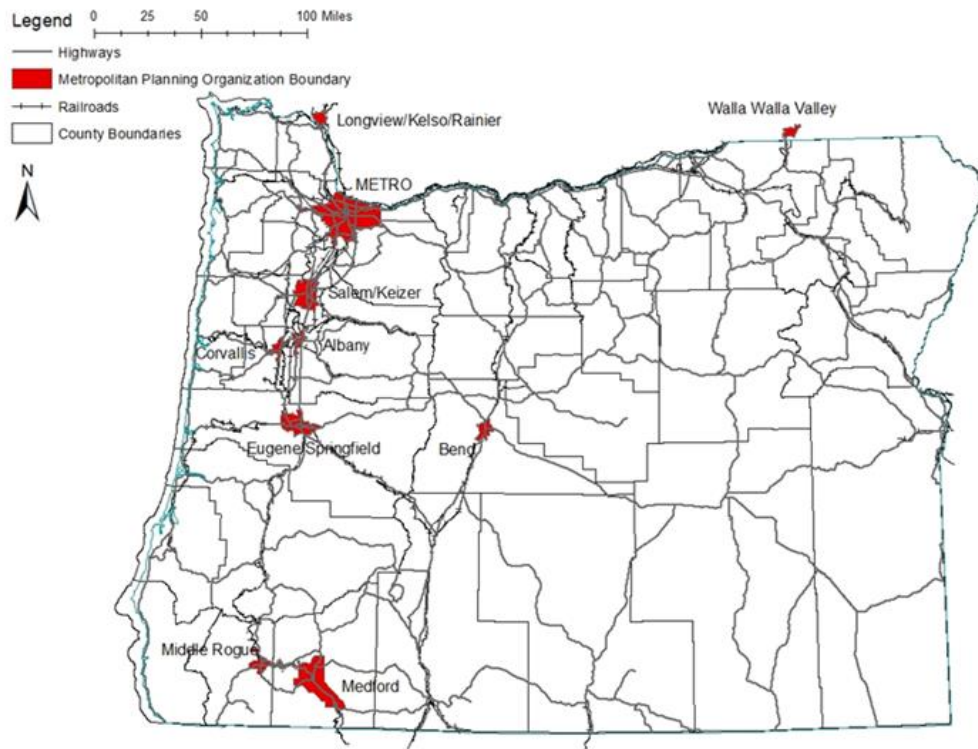 Legend
0 25 50 100 Miles
Highways
Metropolitan Planning Organization Boundary
Railroads
County Boundaries
N
Longview/Kelso/Rainier
Walla Walla Valley
METRO
Salem/Keizer
Corvallis
Albany
Eugene/Springfield
Bend
Middle Rogue
Medford